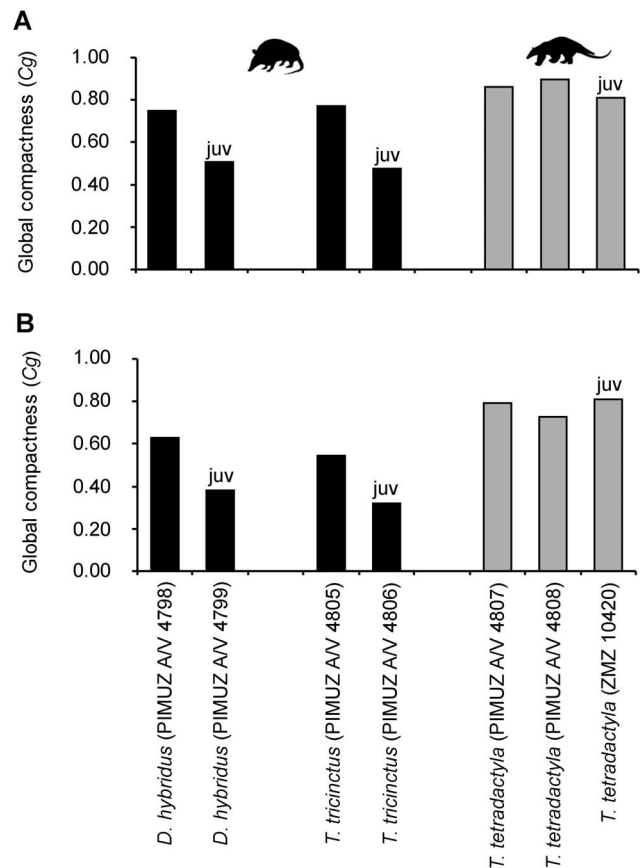 A
Global compactness (Cg)
1.00
0.80
0.60
0.40
0.20
0.00
juv
juv
juv
B
Global compactness (Cg)
1.00
0.80
0.60
0.40
0.20
0.00
juv
juv
juv
D. hybridus (PIMUZ A/V 4798)
D. hybridus (PIMUZ A/V 4799)
T. tricinctus (PIMUZ A/V 4805)
T. tricinctus (PIMUZ A/V 4806)
T. tetradactyla (PIMUZ A/V 4807)
T. tetradactyla (PIMUZ A/V 4808)
T. tetradactyla (ZMZ 10420)